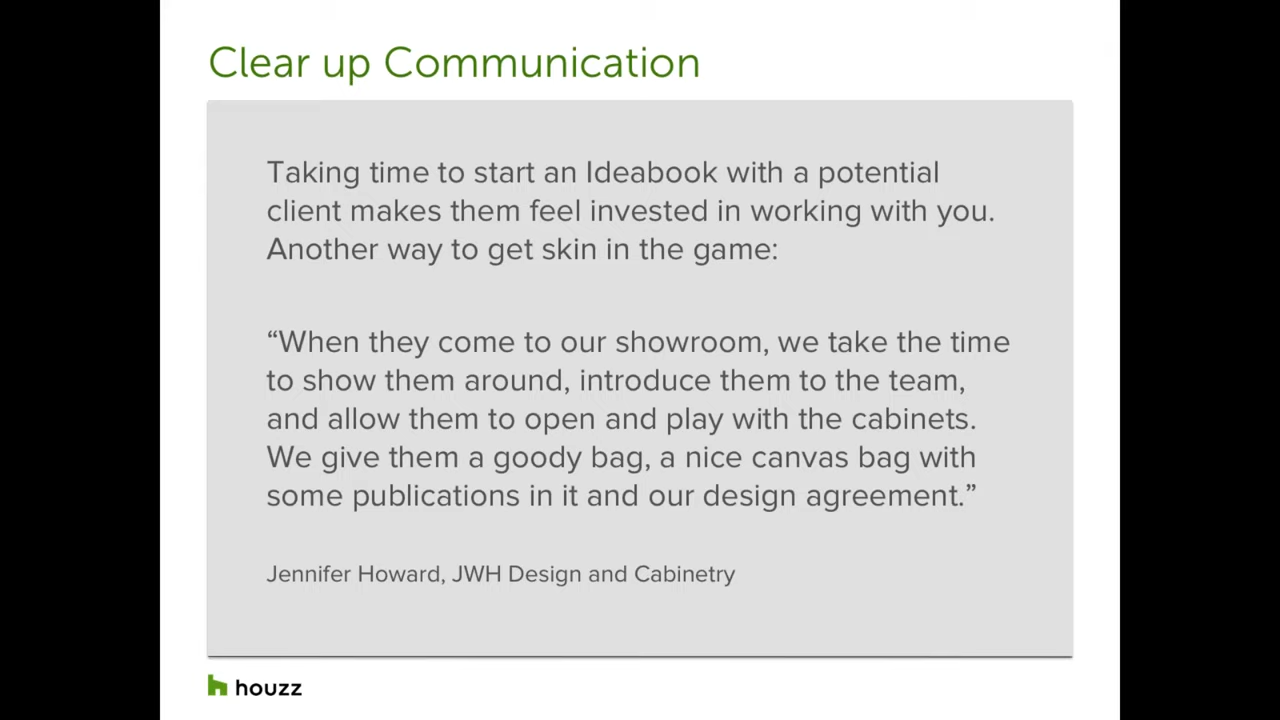 Clear up Communication
Taking time to start an Ideabook with a potential
client makes them feel invested in working with you.
Another way to get skin in the game:
“When they come to our showroom, we take the time
to show them around, introduce them to the team,
and allow them to open and play with the cabinets.
We give them a goody bag, a nice canvas bag with
some publications in it and our design agreement.”
Jennifer Howard, JWH Design and Cabinetry
houzz